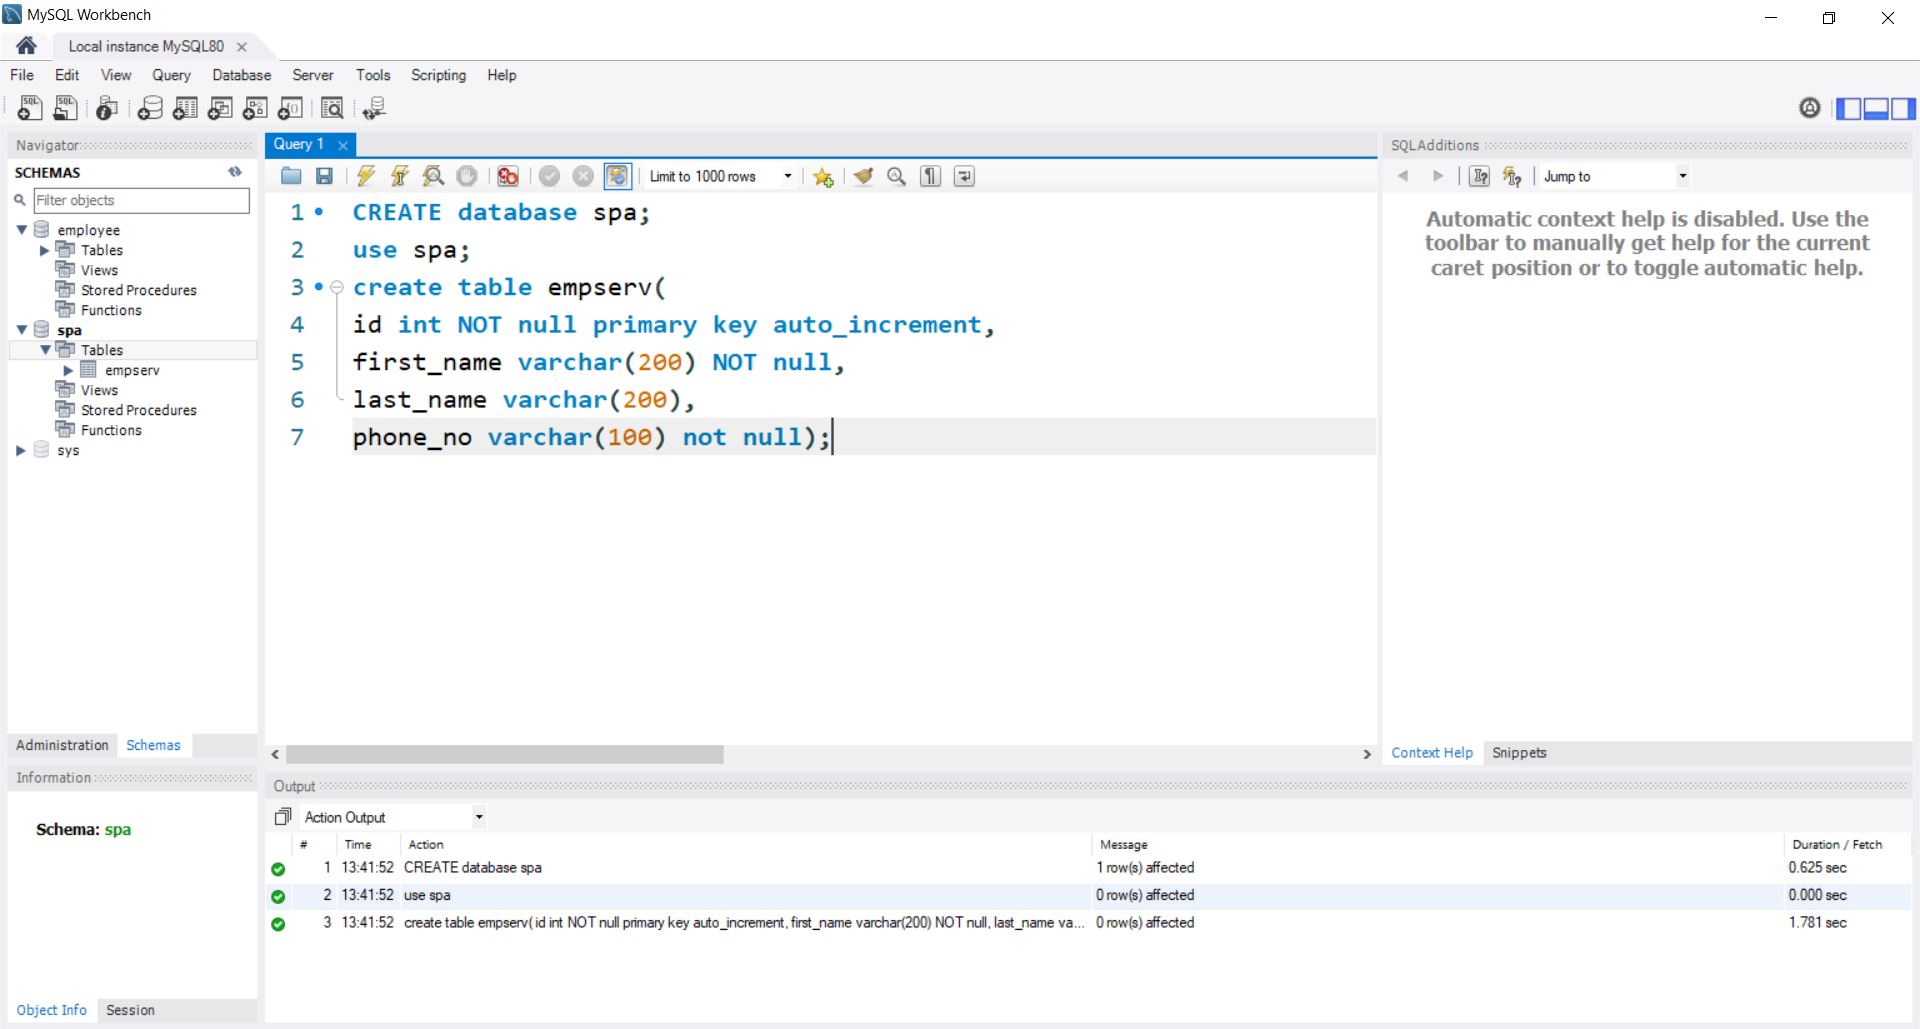 MySQL Workbench
Local instance MySQL80
File Edit View Query Database Server Tools Scripting Help
Navigator
SCHEMAS
Filter objects
employee
Tables
Views
Stored Procedures
Functions
spa
Tables
empserv
Views
Stored Procedures
Functions
sys
Administration Schemas
Information
Schema: spa
Object Info Session
Query 1
Limit to 1000 rows
1 CREATE database spa;
2 use spa;
3 create table empserv(
4 id int NOT null primary key auto_increment,
5 first_name varchar(200) NOT null,
6 last_name varchar(200),
7 phone_no varchar(100) not null);
SQLAdditions
Jump to
Automatic context help is disabled. Use the
toolbar to manually get help for the current
caret position or to toggle automatic help.
Context Help Snippets
Output
Action Output
# Time Action Message Duration / Fetch
1 13:41:52 CREATE database spa 1 row(s) affected 0.625 sec
2 13:41:52 use spa 0 row(s) affected 0.000 sec
3 13:41:52 create table empserv( id int NOT null primary key auto_increment, first_name varchar(200) NOT null, last_name va... 0 row(s) affected 1.781 sec